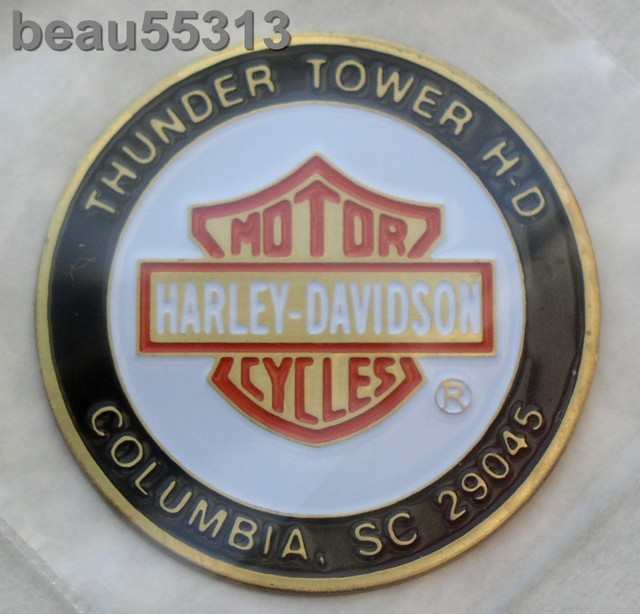 beau55313
THUNDER TOWER H-D
MOTOR
HARLEY-DAVIDSON
CYCLES
®
COLUMBIA, SC 29045